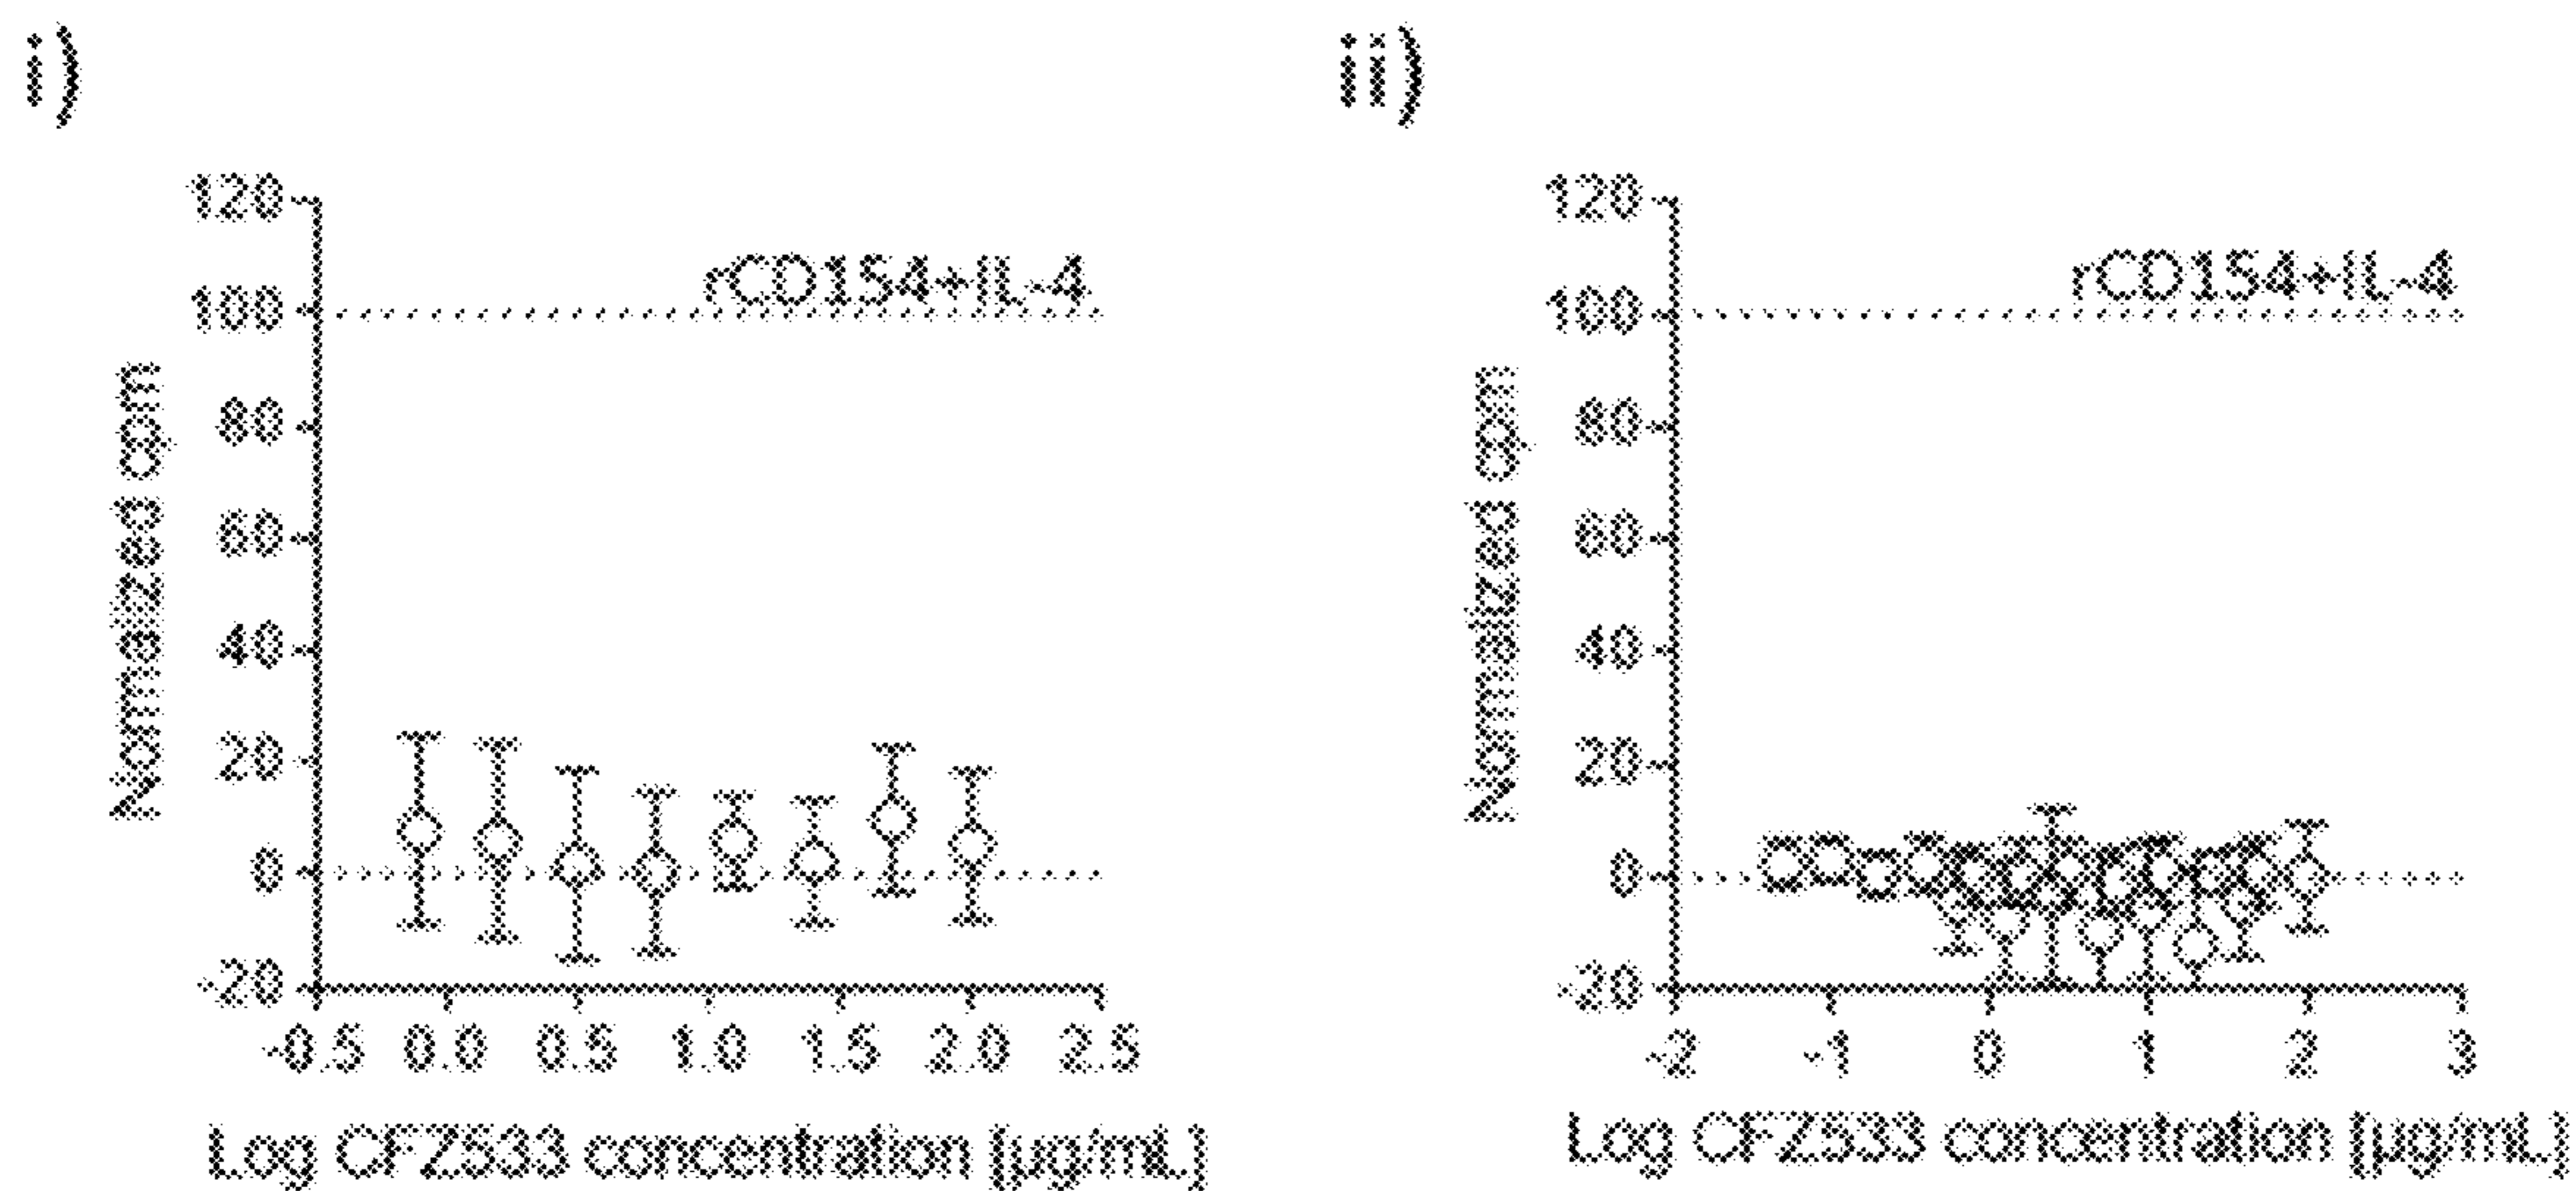 i)
120
100
80
60
40
20
0
-20
Normalized cpm
rCD154+IL-4
-0.5 0.0 0.5 1.0 1.5 2.0 2.5
Log CFZ533 concentration [µg/mL]
ii)
120
100
80
60
40
20
0
-20
Normalized cpm
rCD154+IL-4
-2 -1 0 1 2 3
Log CFZ533 concentration [µg/mL]